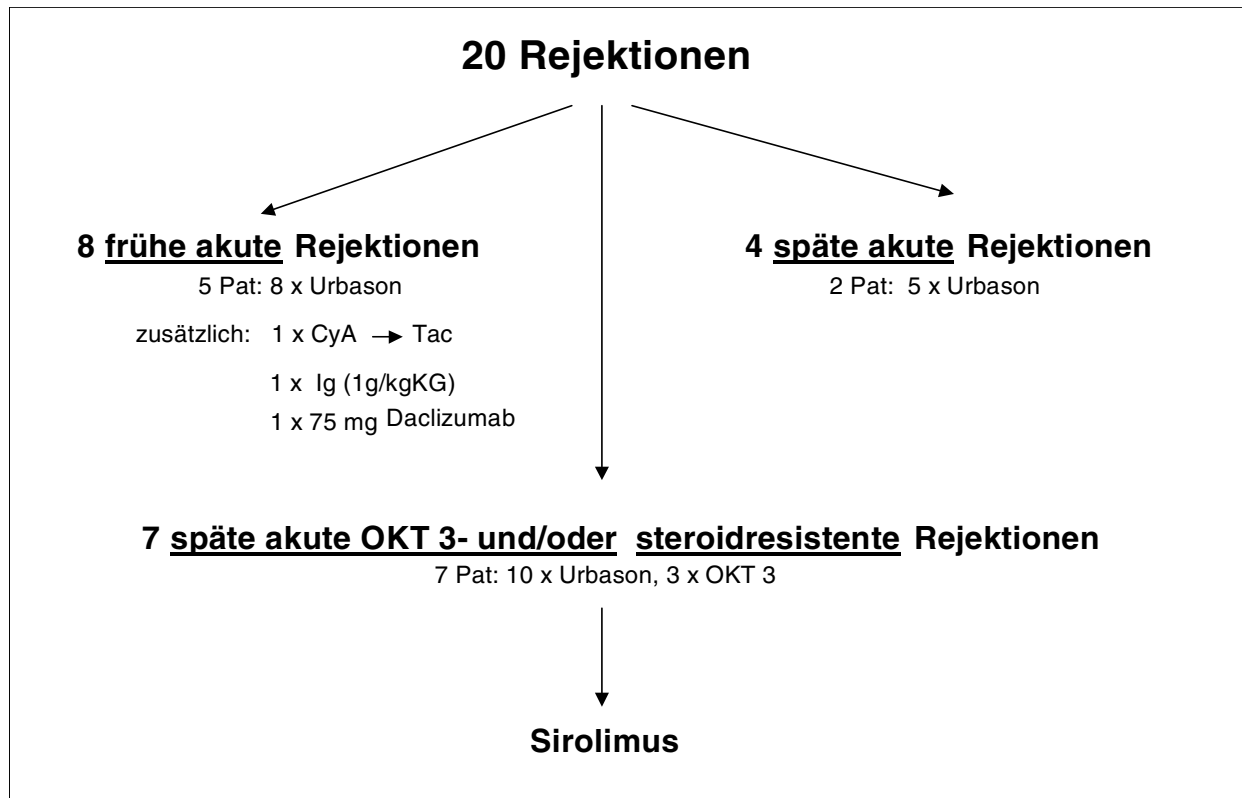 20 Rejektionen
8 frühe akute Rejektionen
5 Pat: 8 x Urbason
zusätzlich: 1 x CyA → Tac
1 x Ig (1g/kgKG)
1 x 75 mg Daclizumab
4 späte akute Rejektionen
2 Pat: 5 x Urbason
7 späte akute OKT 3- und/oder steroidresistente Rejektionen
7 Pat: 10 x Urbason, 3 x OKT 3
Sirolimus